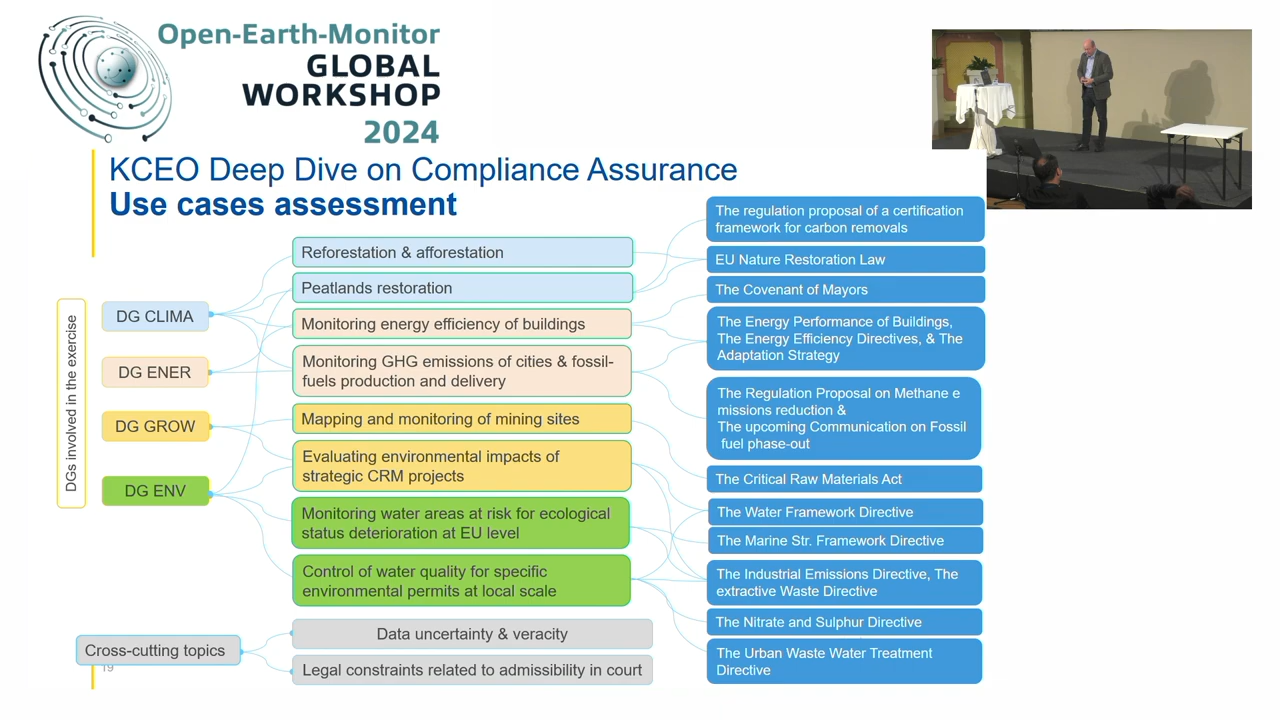 Open-Earth-Monitor
GLOBAL
WORKSHOP
2024
KCEO Deep Dive on Compliance Assurance
Use cases assessment
DGs involved in the exercise
DG CLIMA
DG ENER
DG GROW
DG ENV
Reforestation & afforestation
Peatlands restoration
Monitoring energy efficiency of buildings
Monitoring GHG emissions of cities & fossil-
fuels production and delivery
Mapping and monitoring of mining sites
Evaluating environmental impacts of
strategic CRM projects
Monitoring water areas at risk for ecological
status deterioration at EU level
Control of water quality for specific
environmental permits at local scale
The regulation proposal of a certification
framework for carbon removals
EU Nature Restoration Law
The Covenant of Mayors
The Energy Performance of Buildings,
The Energy Efficiency Directives, & The
Adaptation Strategy
The Regulation Proposal on Methane e
missions reduction &
The upcoming Communication on Fossil
fuel phase-out
The Critical Raw Materials Act
The Water Framework Directive
The Marine Str. Framework Directive
The Industrial Emissions Directive, The
extractive Waste Directive
The Nitrate and Sulphur Directive
The Urban Waste Water Treatment
Directive
Cross-cutting topics
Data uncertainty & veracity
Legal constraints related to admissibility in court
19